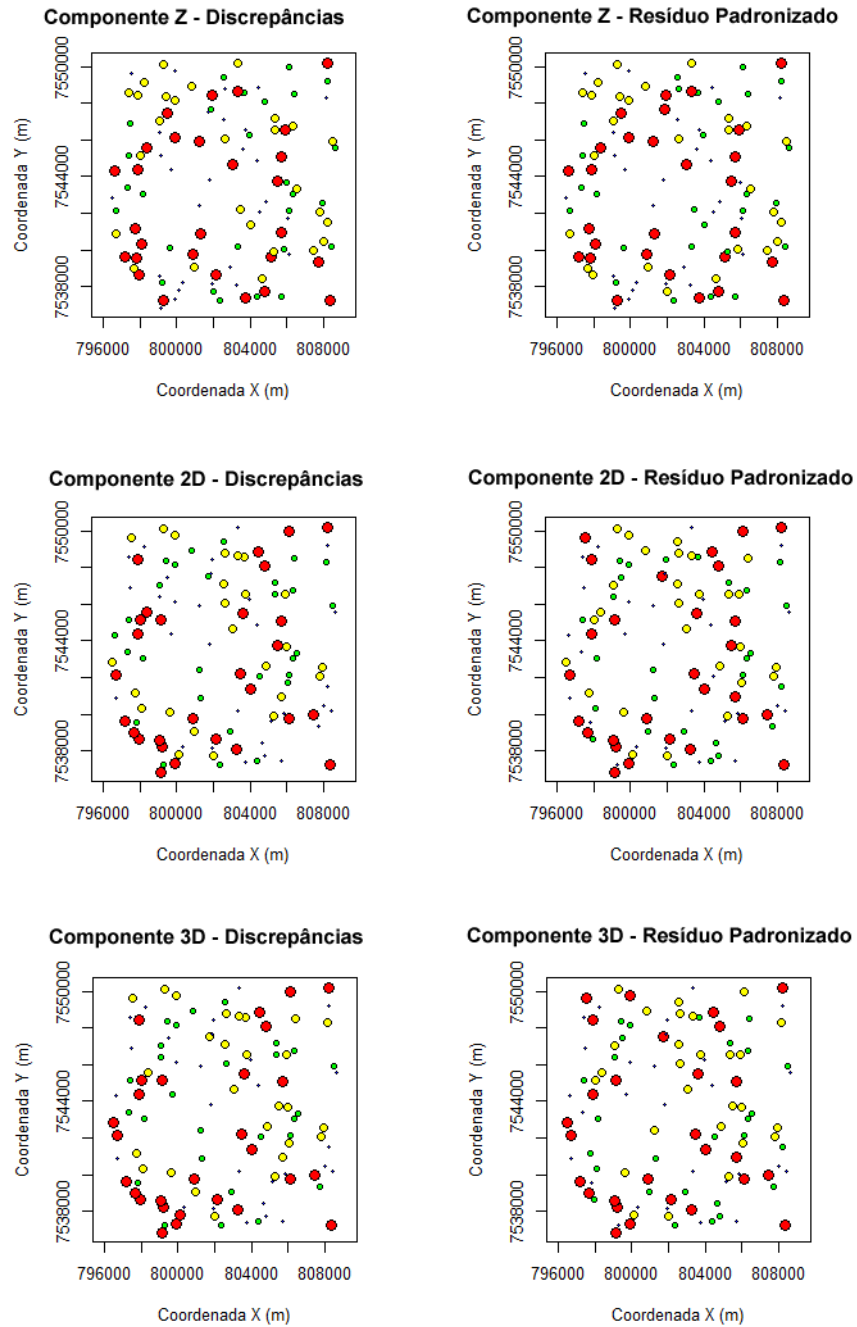 Componente Z - Discrepâncias
Componente Z - Resíduo Padronizado
Coordenada Y (m)
7550000
7544000
7538000
796000 800000 804000 808000
Coordenada X (m)
Coordenada Y (m)
7550000
7544000
7538000
796000 800000 804000 808000
Coordenada X (m)
Componente 2D - Discrepâncias
Componente 2D - Resíduo Padronizado
Coordenada Y (m)
7550000
7544000
7538000
796000 800000 804000 808000
Coordenada X (m)
Coordenada Y (m)
7550000
7544000
7538000
796000 800000 804000 808000
Coordenada X (m)
Componente 3D - Discrepâncias
Componente 3D - Resíduo Padronizado
Coordenada Y (m)
7550000
7544000
7538000
796000 800000 804000 808000
Coordenada X (m)
Coordenada Y (m)
7550000
7544000
7538000
796000 800000 804000 808000
Coordenada X (m)